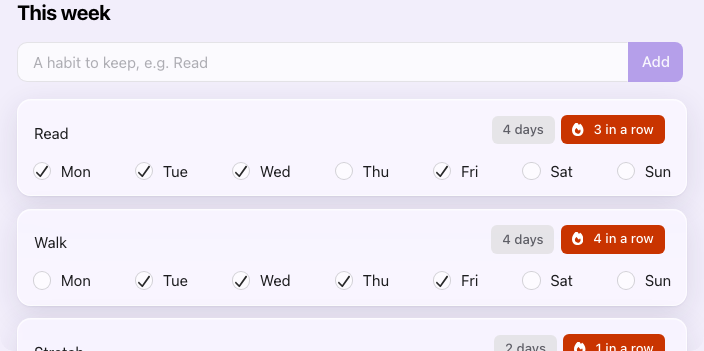 This week
A habit to keep, e.g. Read Add
Read 4 days 3 in a row
Mon Tue Wed Thu Fri Sat Sun
Walk 4 days 4 in a row
Mon Tue Wed Thu Fri Sat Sun
Stretch 2 days 1 in a row